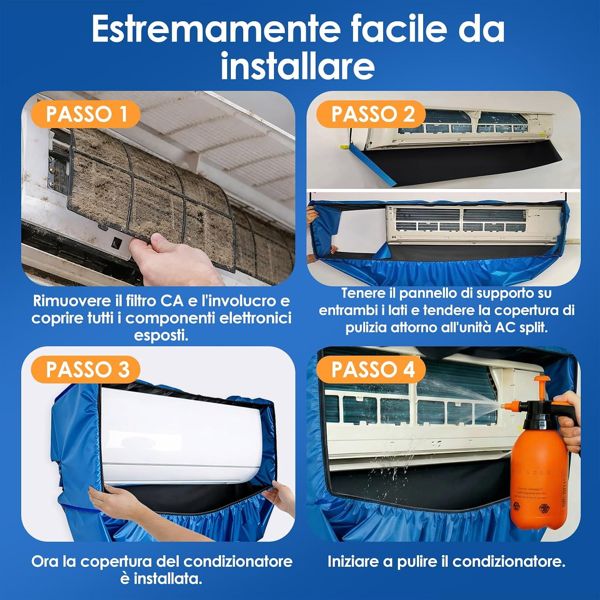 Estremamente facile da
installare
PASSO 1
Rimuovere il filtro CA e l'involucro e
coprire tutti i componenti elettronici
esposti.
PASSO 2
Tenere il pannello di supporto su
entrambi i lati e tendere la copertura di
pulizia attorno all'unità AC split.
PASSO 3
Ora la copertura del condizionatore
è installata.
PASSO 4
Iniziare a pulire il condizionatore.